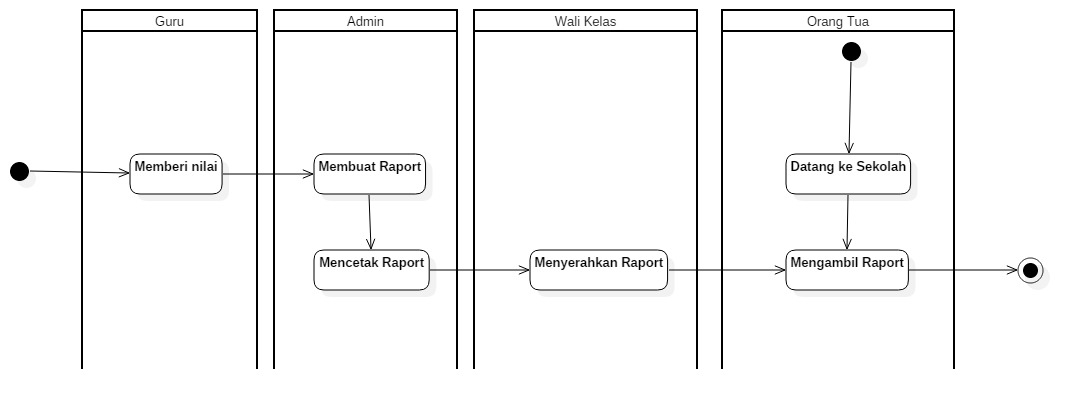 Guru
Admin
Wali Kelas
Orang Tua
Memberi nilai
Membuat Raport
Datang ke Sekolah
Mencetak Raport
Menyerahkan Raport
Mengambil Raport